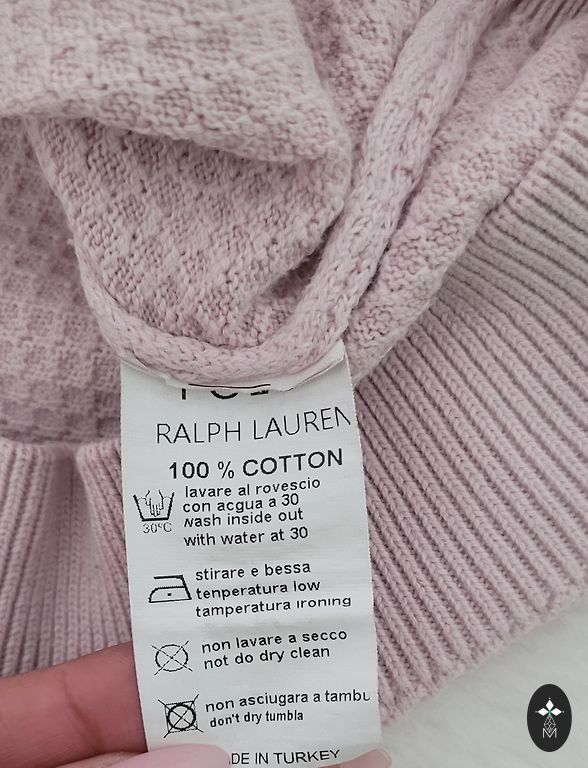 RALPH LAUREN
100 % COTTON
lavare al rovescio
con acqua a 30
wash inside out
with water at 30
30°C
stirare e bessa
tenperatura low
tamperatura ironing
non lavare a secco
not do dry clean
non asciugara a tambu
don't dry tumbla
DE IN TURKEY
M